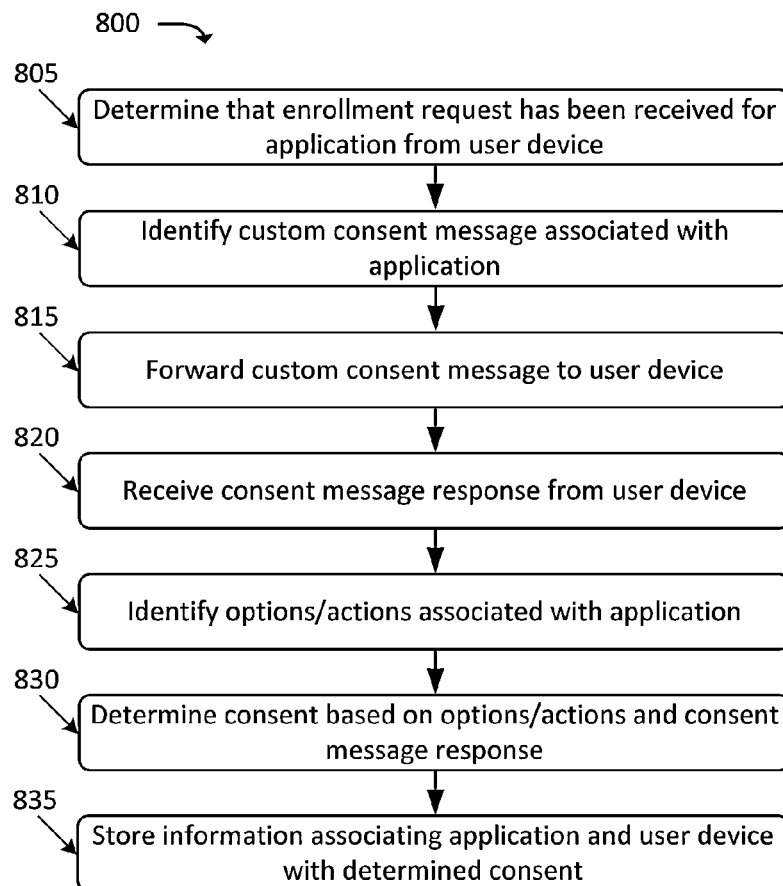 800
805
Determine that enrollment request has been received for
application from user device
810
Identify custom consent message associated with
application
815
Forward custom consent message to user device
820
Receive consent message response from user device
825
Identify options/actions associated with application
830
Determine consent based on options/actions and consent
message response
835
Store information associating application and user device
with determined consent